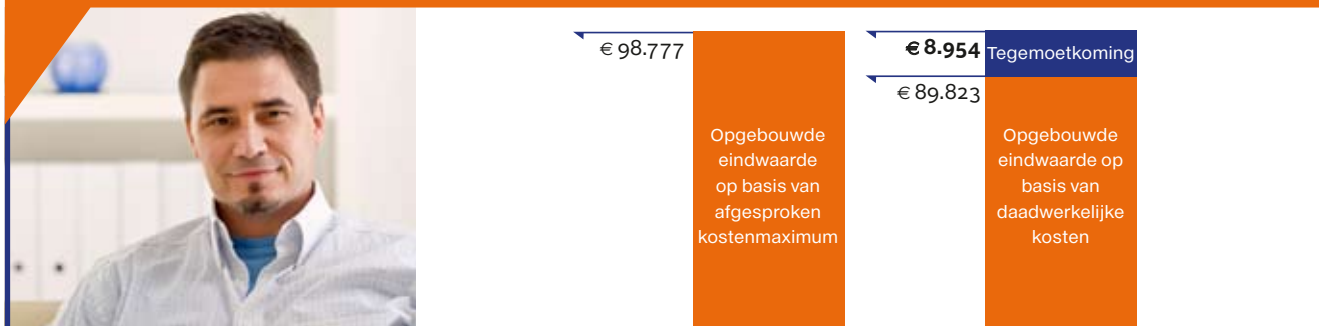 € 98.777
Opgebouwde
eindwaarde
op basis van
afgesproken
kostenmaximum
€ 8.954
Tegemoetkoming
€ 89.823
Opgebouwde
eindwaarde op
basis van
daadwerkelijke
kosten